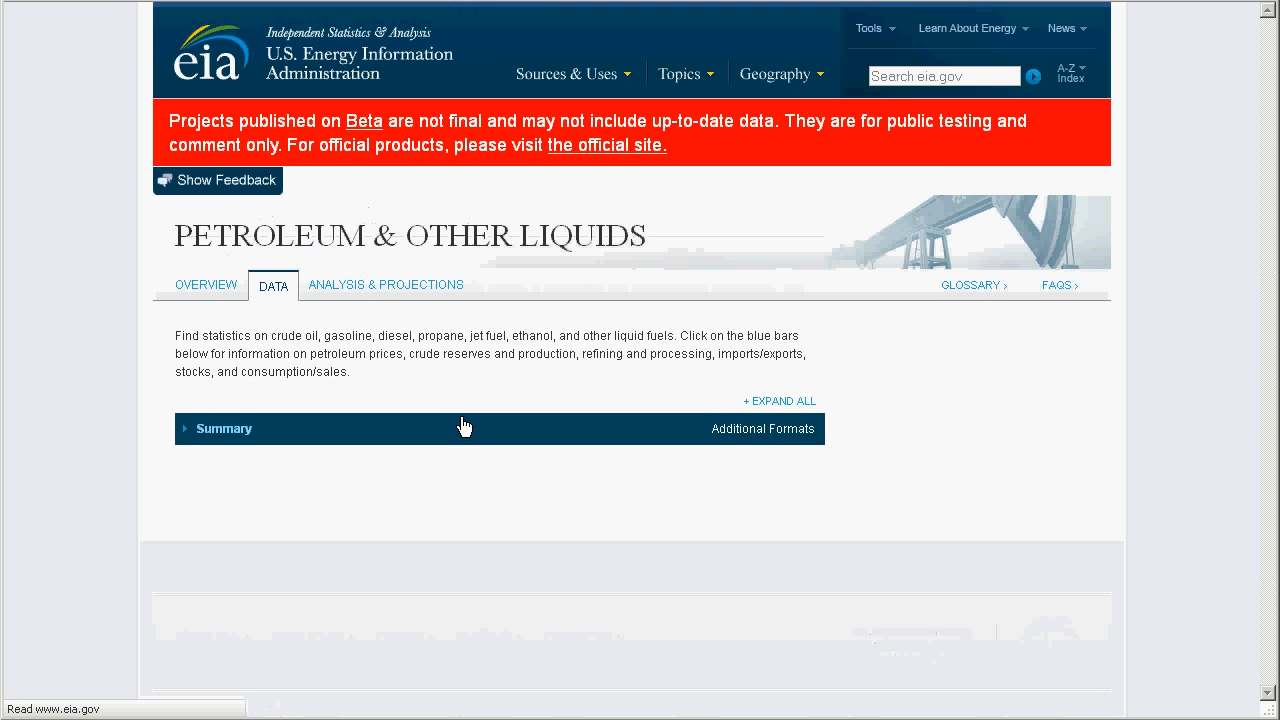 Independent Statistics & Analysis
eia
U.S. Energy Information
Administration
Tools
Learn About Energy
News
Sources & Uses
Topics
Geography
Search eia.gov
A-Z
Index
Projects published on Beta are not final and may not include up-to-date data. They are for public testing and
comment only. For official products, please visit the official site.
Show Feedback
PETROLEUM & OTHER LIQUIDS
OVERVIEW
DATA
ANALYSIS & PROJECTIONS
GLOSSARY ›
FAQS ›
Find statistics on crude oil, gasoline, diesel, propane, jet fuel, ethanol, and other liquid fuels. Click on the blue bars
below for information on petroleum prices, crude reserves and production, refining and processing, imports/exports,
stocks, and consumption/sales.
+ EXPAND ALL
Summary
Additional Formats
Read www.eia.gov